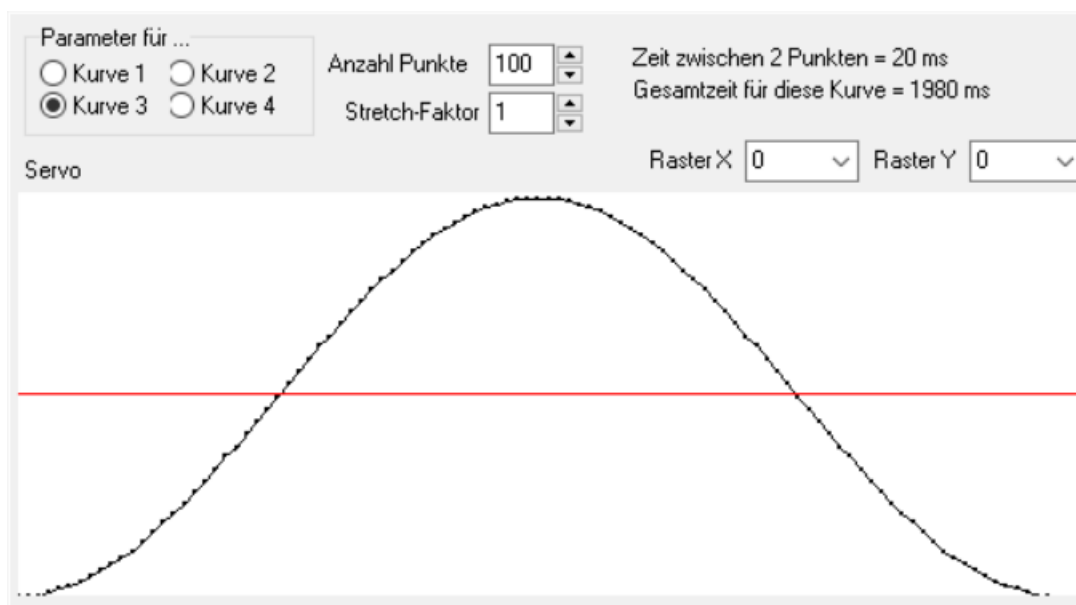 Parameter für ...
Kurve 1 Kurve 2
Kurve 3 Kurve 4
Anzahl Punkte 100
Stretch-Faktor 1
Zeit zwischen 2 Punkten = 20 ms
Gesamtzeit für diese Kurve = 1980 ms
Raster X 0 Raster Y 0
Servo